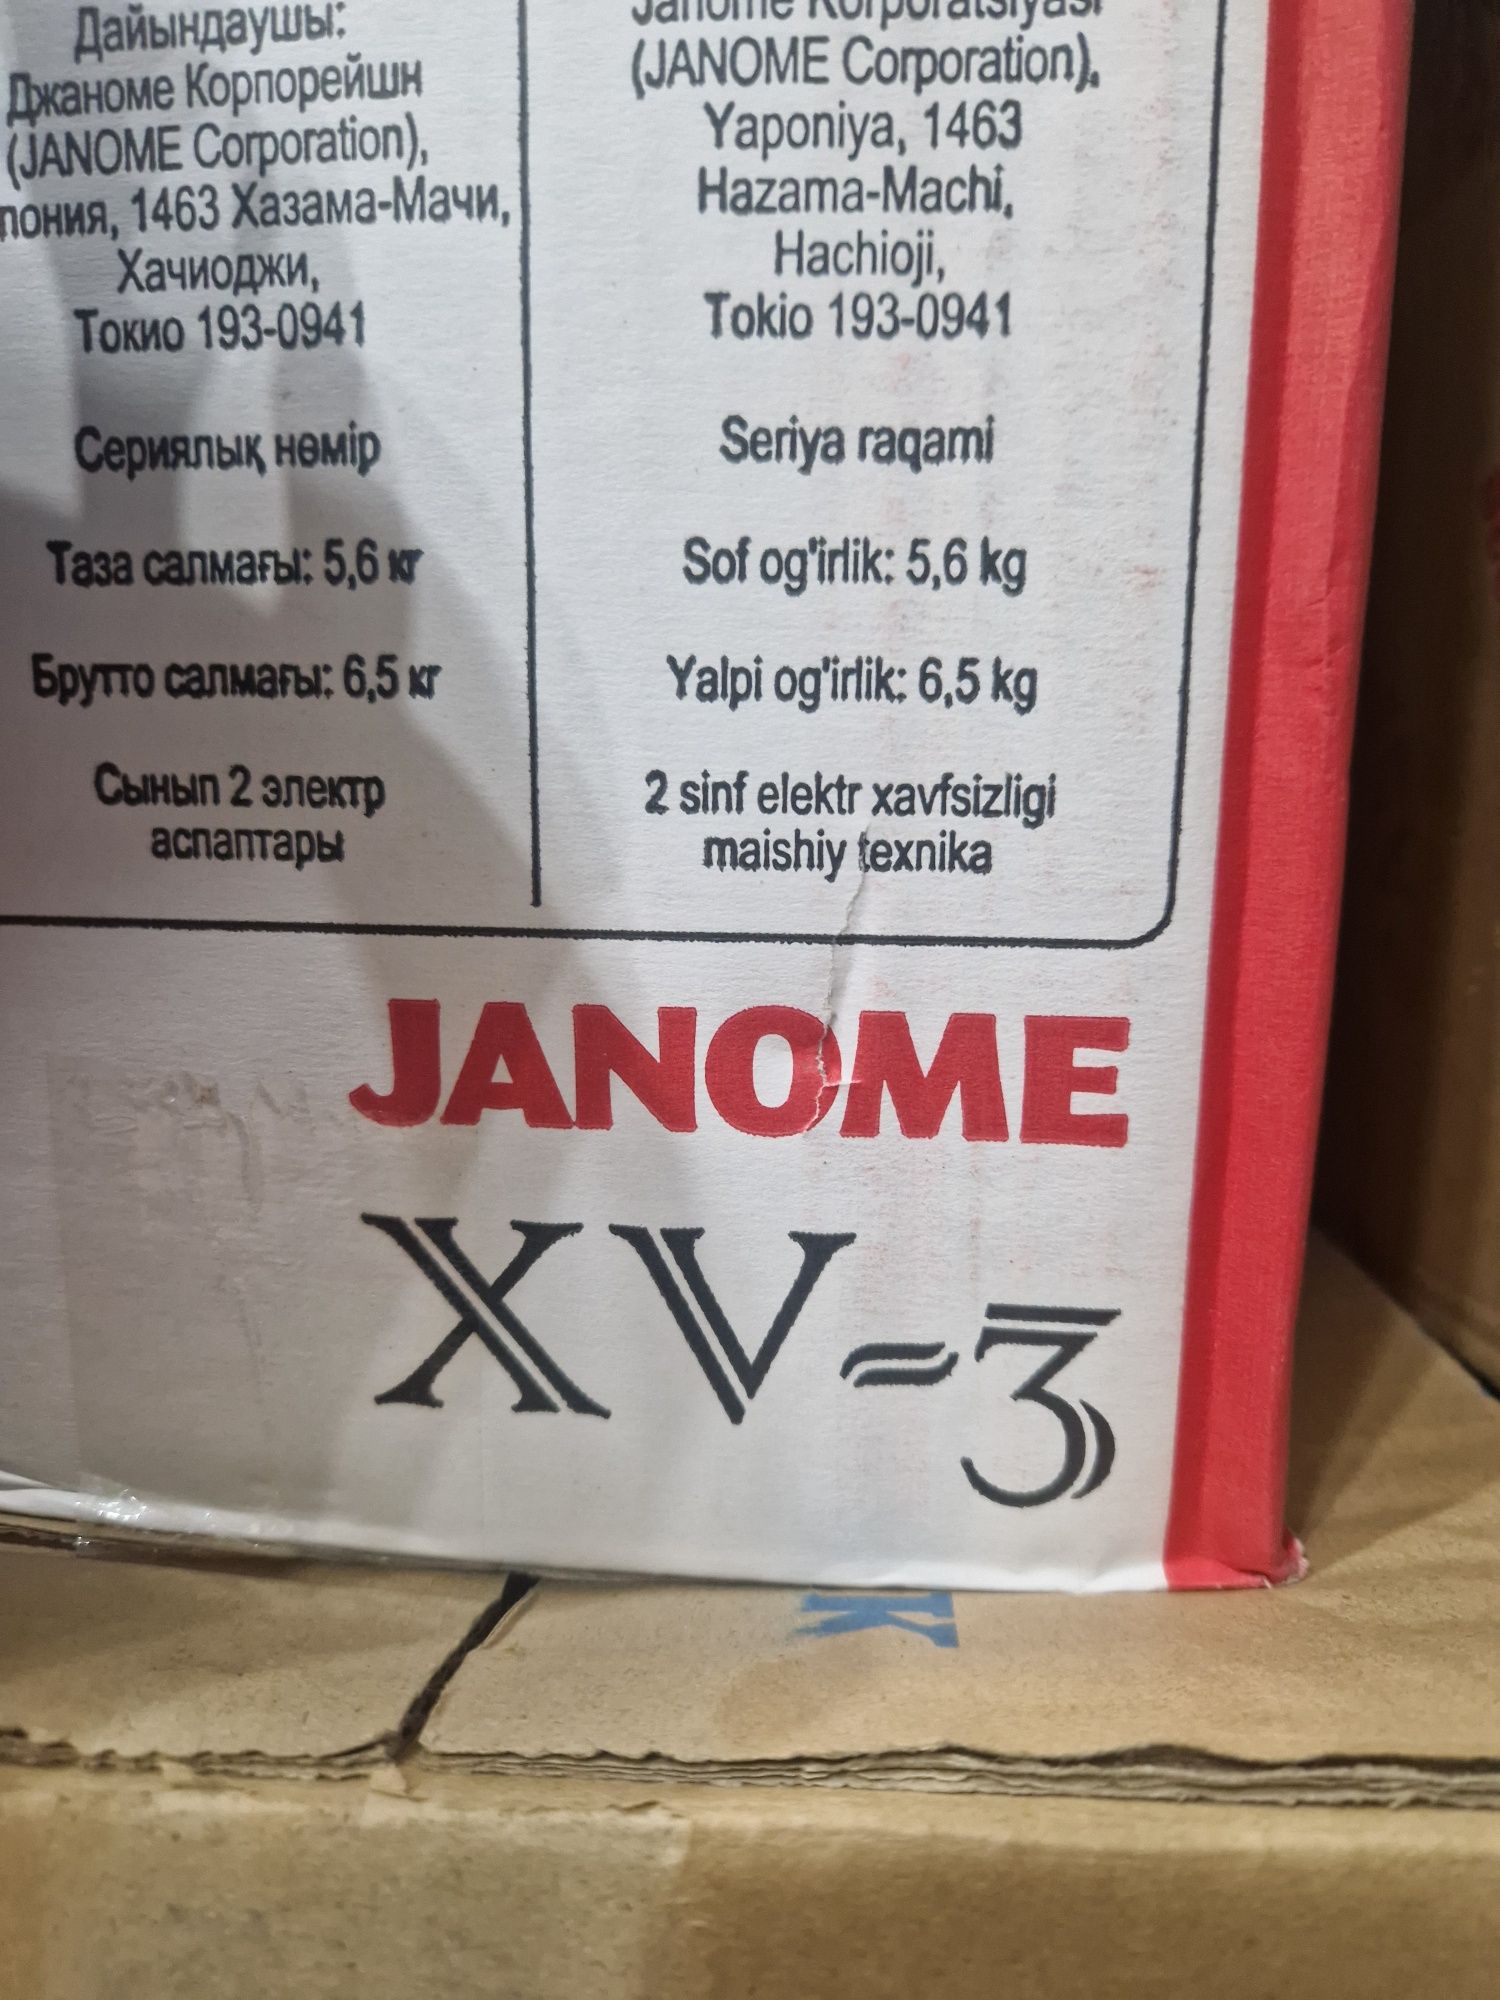 Дайындаушы:
Джаноме Корпорейшн
(JANOME Corporation),
пония, 1463 Хазама-Мачи,
Хачиоджи,
Токио 193-0941
Сериялық нөмір
Таза салмағы: 5,6 кг
Брутто салмағы: 6,5 кг
Сынып 2 электр
аспаптары
Janome Korporatsiyasi
(JANOME Corporation),
Yaponiya, 1463
Hazama-Machi,
Hachioji,
Tokio 193-0941
Seriya raqami
Sof og'irlik: 5,6 kg
Yalpi og'irlik: 6,5 kg
2 sinf elektr xavfsizligi
maishiy texnika
JANOME
XV-3
K